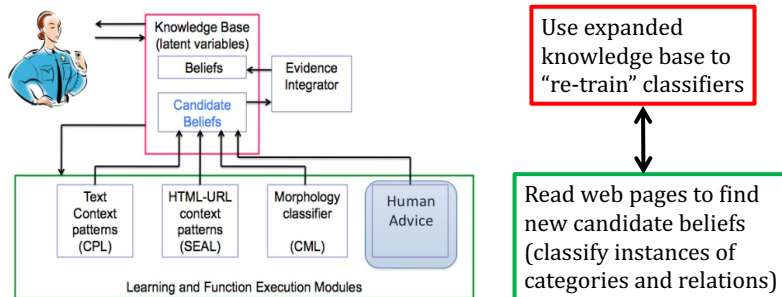 Knowledge Base
(latent variables)
Beliefs
Evidence
Integrator
Candidate
Beliefs
Text
Context
patterns
(CPL)
HTML-URL
context
patterns
(SEAL)
Morphology
classifier
(CML)
Human
Advice
Learning and Function Execution Modules
Use expanded
knowledge base to
“re-train” classifiers
Read web pages to find
new candidate beliefs
(classify instances of
categories and relations)